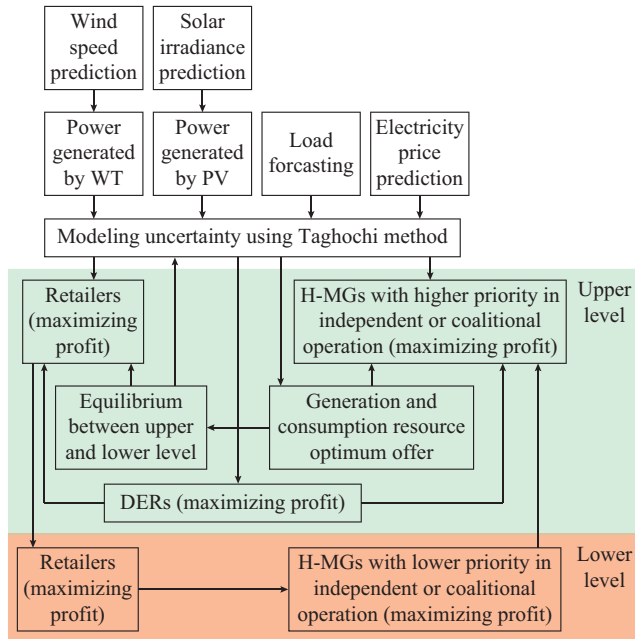 Wind
speed
prediction
Solar
irradiance
prediction
Power
generated
by WT
Power
generated
by PV
Load
forcasting
Electricity
price
prediction
Modeling uncertainty using Taghochi method
Retailers
(maximizing
profit)
H-MGs with higher priority in
independent or coalitional
operation (maximizing profit)
Upper
level
Equilibrium
between upper
and lower level
Generation and
consumption resource
optimum offer
DERs (maximizing profit)
Retailers
(maximizing
profit)
H-MGs with lower priority in
independent or coalitional
operation (maximizing profit)
Lower
level